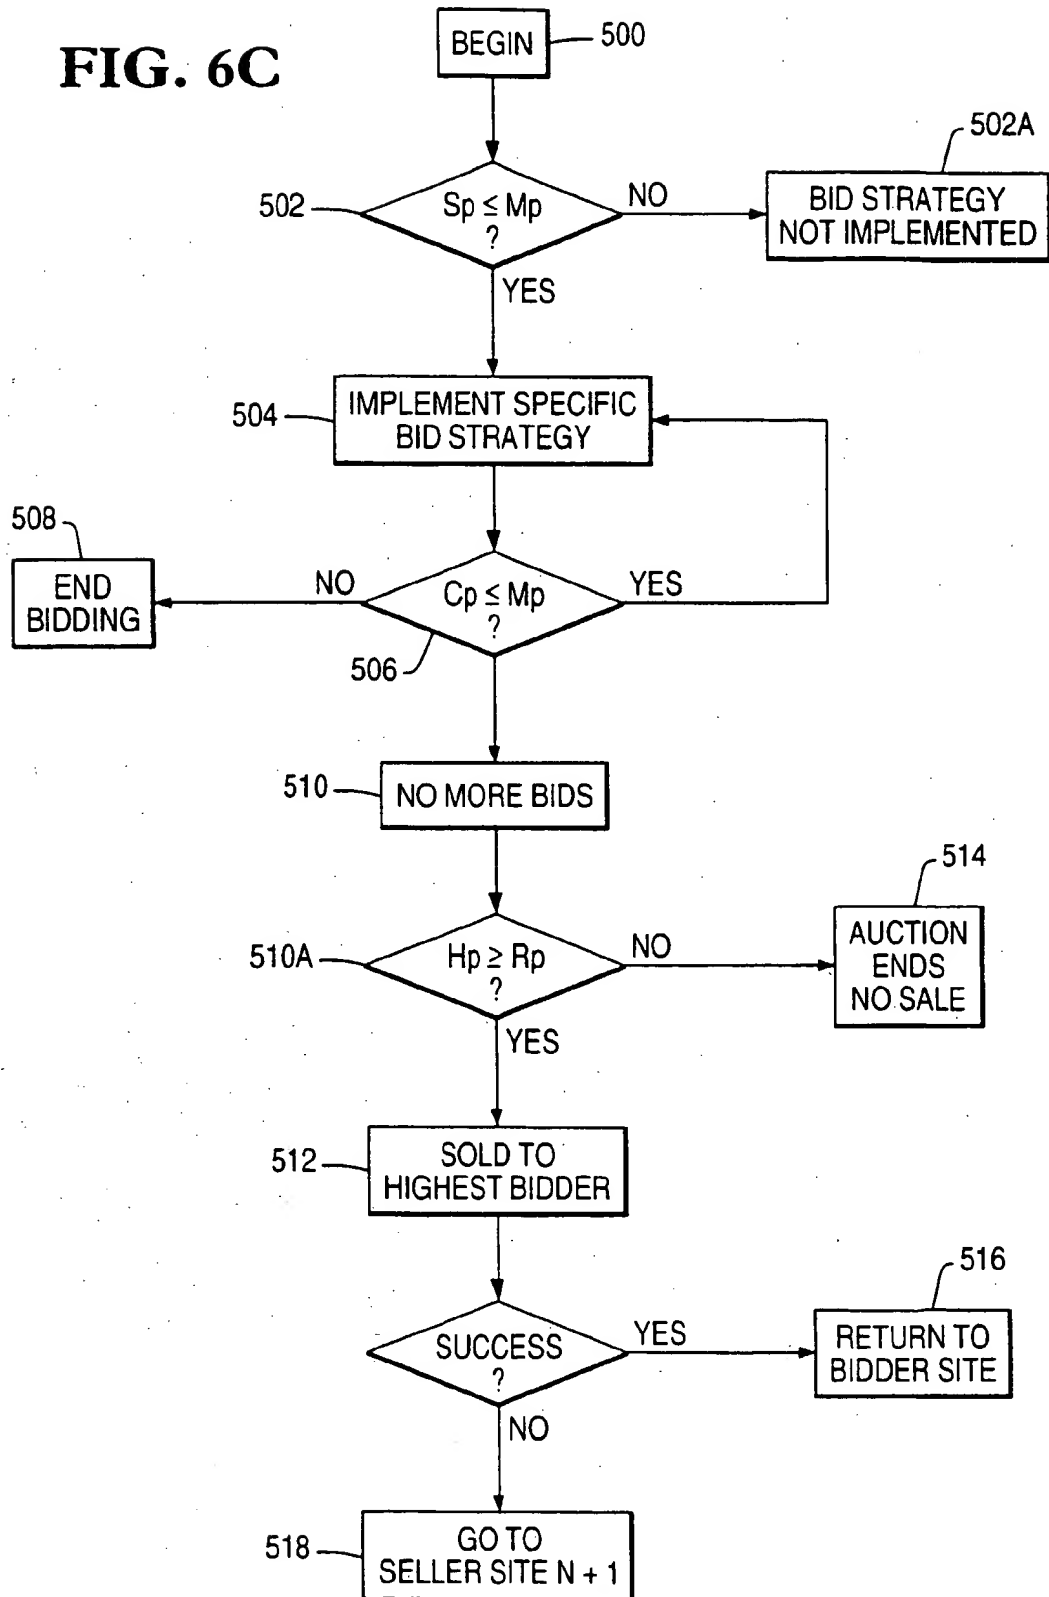 FIG. 6C
BEGIN
500
502A
502
Sp ≤ Mp
?
NO
BID STRATEGY
NOT IMPLEMENTED
YES
504
IMPLEMENT SPECIFIC
BID STRATEGY
508
END
BIDDING
NO
Cp ≤ Mp
?
YES
506
510
NO MORE BIDS
514
510A
Hp ≥ Rp
?
NO
AUCTION
ENDS
NO SALE
YES
512
SOLD TO
HIGHEST BIDDER
516
SUCCESS
?
YES
RETURN TO
BIDDER SITE
NO
518
GO TO
SELLER SITE N + 1